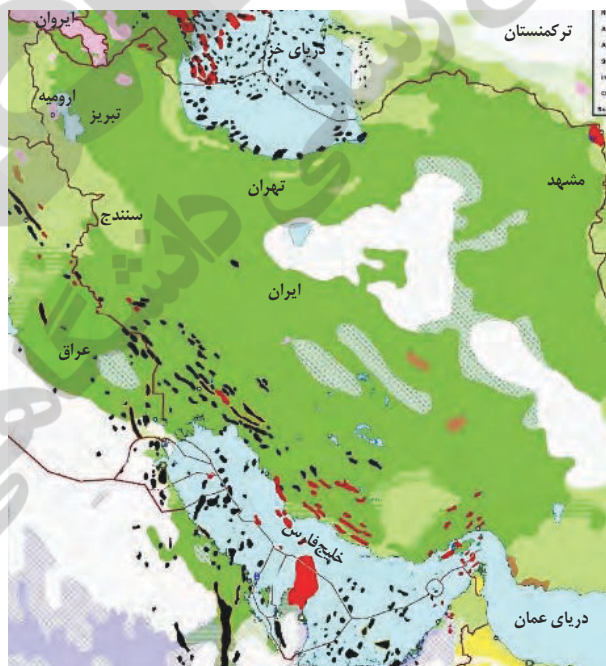 ایروان
دریای خزر
ترکمنستان
ارومیه
تبریز
تهران
مشهد
سنندج
ایران
عراق
خلیج فارس
دریای عمان